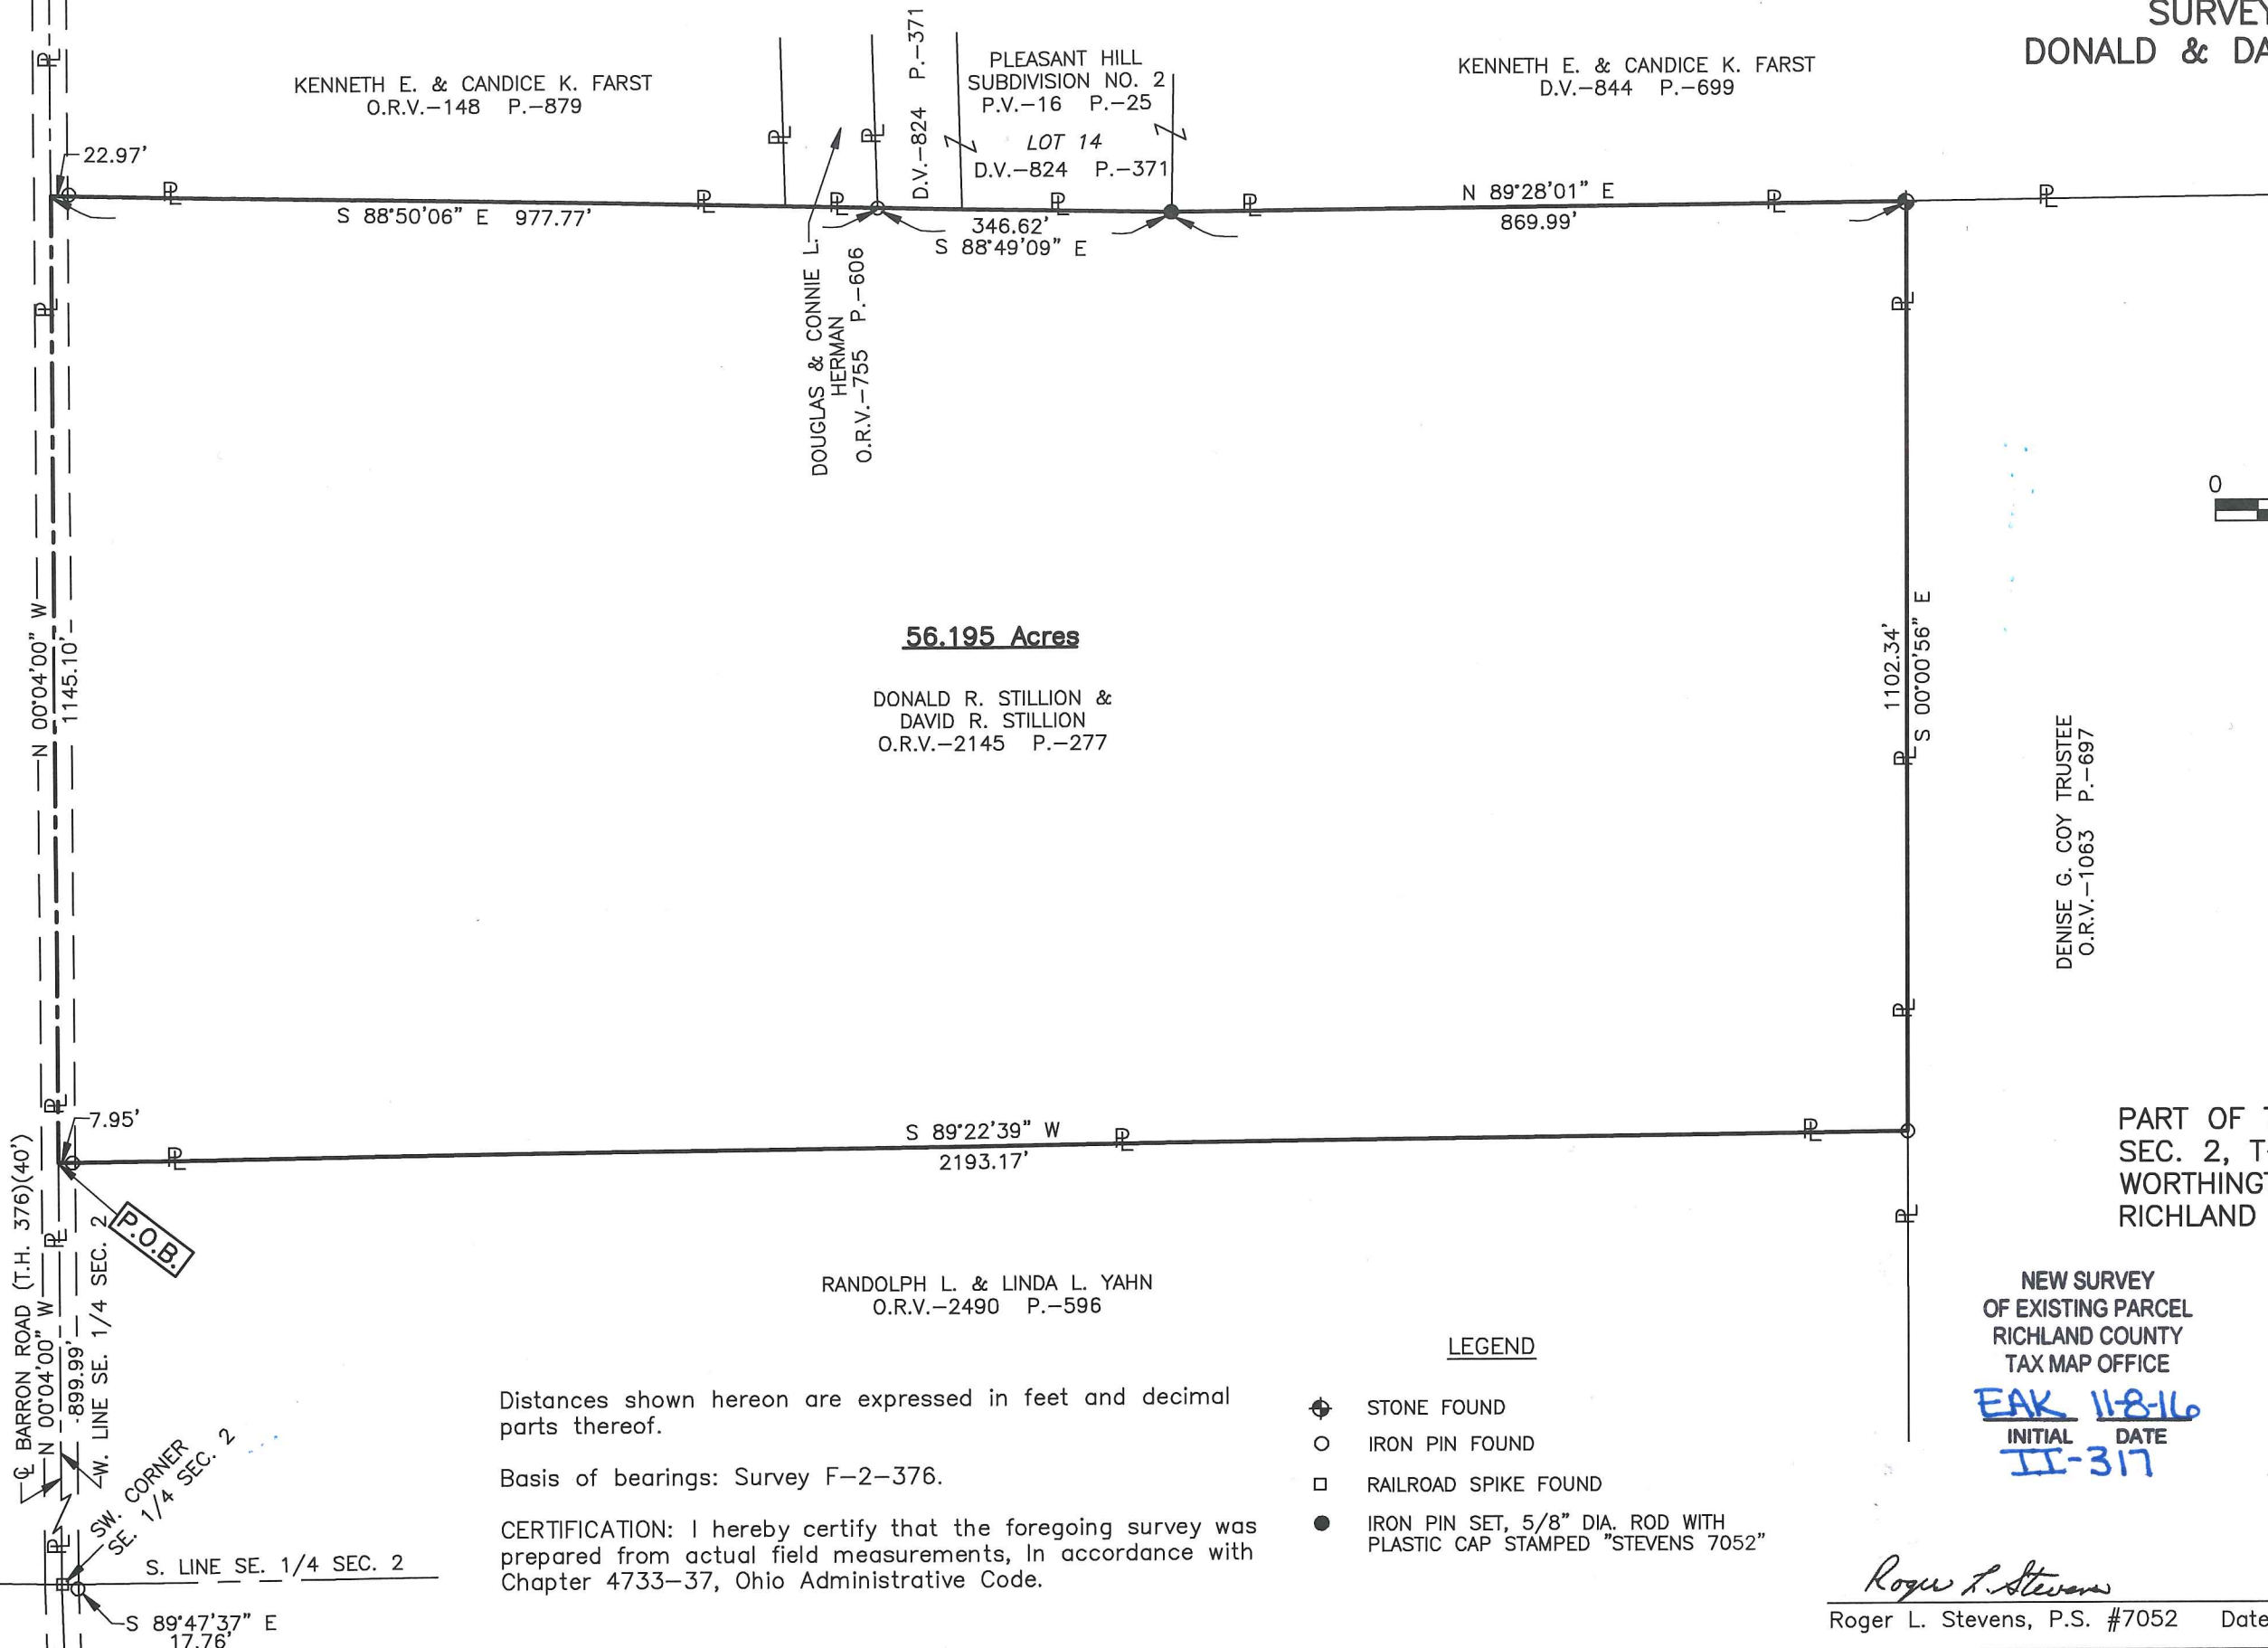 SURVEY
DONALD & DA
KENNETH E. & CANDICE K. FARST
O.R.V.-148 P.-879
D.V.-824 P.-371
PLEASANT HILL
SUBDIVISION NO. 2
P.V.-16 P.-25
LOT 14
D.V.-824 P.-371
KENNETH E. & CANDICE K. FARST
D.V.-844 P.-699
22.97'
S 88°50'06" E 977.77'
346.62'
S 88°49'09" E
N 89°28'01" E
869.99'
DOUGLAS & CONNIE L.
HERMAN
O.R.V.-755 P.-606
0
N 00°04'00" W
1145.10'
56.195 Acres
DONALD R. STILLION &
DAVID R. STILLION
O.R.V.-2145 P.-277
1102.34'
S 00°00'56" E
DENISE G. COY TRUSTEE
O.R.V.-1063 P.-697
7.95'
S 89°22'39" W
2193.17'
P.O.B.
PART OF T
SEC. 2, T-
WORTHINGT
RICHLAND
℄ BARRON ROAD (T.H. 376)(40')
N 00°04'00" W
899.99'
W. LINE SE. 1/4 SEC. 2
RANDOLPH L. & LINDA L. YAHN
O.R.V.-2490 P.-596
NEW SURVEY
OF EXISTING PARCEL
RICHLAND COUNTY
TAX MAP OFFICE
EAK 11-8-16
INITIAL DATE
II-317
LEGEND
STONE FOUND
IRON PIN FOUND
RAILROAD SPIKE FOUND
IRON PIN SET, 5/8" DIA. ROD WITH
PLASTIC CAP STAMPED "STEVENS 7052"
Distances shown hereon are expressed in feet and decimal
parts thereof.
Basis of bearings: Survey F-2-376.
CERTIFICATION: I hereby certify that the foregoing survey was
prepared from actual field measurements, In accordance with
Chapter 4733-37, Ohio Administrative Code.
SW. CORNER
SE. 1/4 SEC. 2
S. LINE SE. 1/4 SEC. 2
S 89°47'37" E
17.76'
Roger L. Stevens
Roger L. Stevens, P.S. #7052 Date